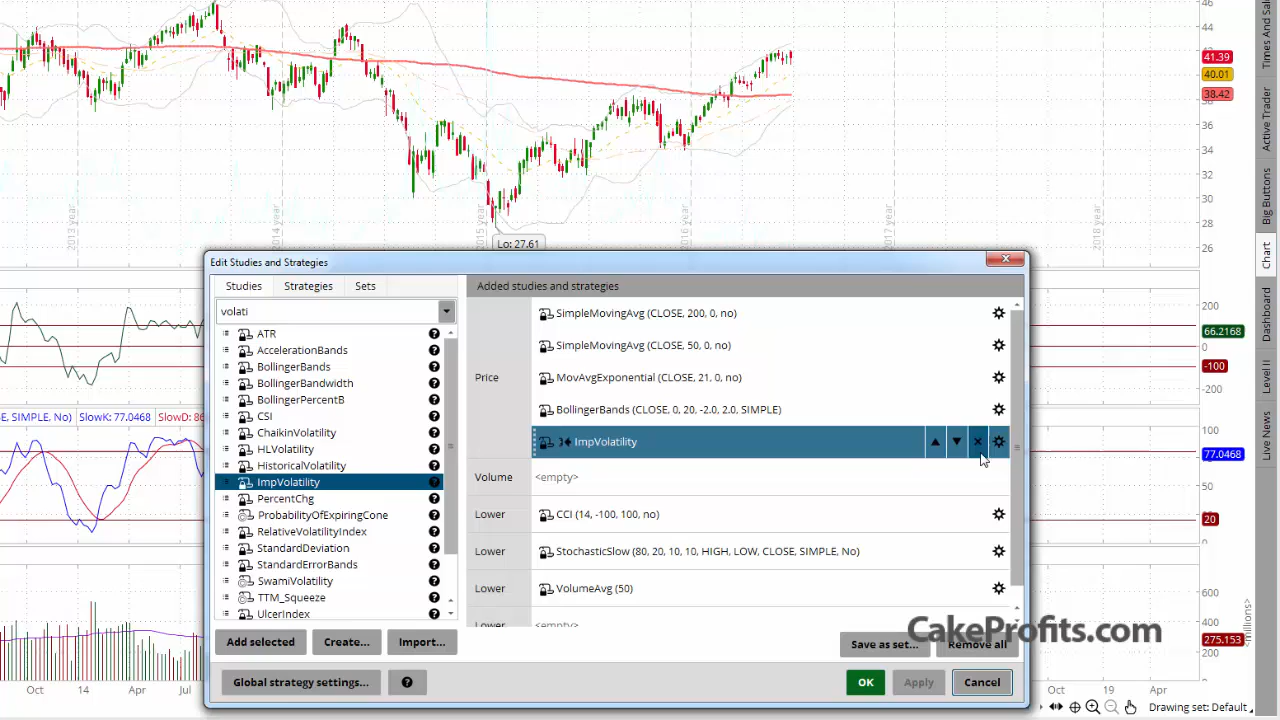 46
44
42
41.39
40.01
38.42
36
34
32
30
28
26
2013 year
2014 year
2015 year
2016 year
2017 year
2018 year
Lo: 27.61
Active Trader
Big Buttons
Chart
Dashboard
Level II
Live News
Edit Studies and Strategies
Studies
Strategies
Sets
volati
ATR
AccelerationBands
BollingerBands
BollingerBandwidth
BollingerPercentB
CSI
ChaikinVolatility
HLVolatility
HistoricalVolatility
ImpVolatility
PercentChg
ProbabilityOfExpiringCone
RelativeVolatilityIndex
StandardDeviation
StandardErrorBands
SwamiVolatility
TTM_Squeeze
UlcerIndex
Add selected
Create...
Import...
Global strategy settings...
Added studies and strategies
Price
SimpleMovingAvg (CLOSE, 200, 0, no)
SimpleMovingAvg (CLOSE, 50, 0, no)
MovAvgExponential (CLOSE, 21, 0, no)
BollingerBands (CLOSE, 0, 20, -2.0, 2.0, SIMPLE)
ImpVolatility
Volume
<empty>
Lower
CCI (14, -100, 100, no)
Lower
StochasticSlow (80, 20, 10, 10, HIGH, LOW, CLOSE, SIMPLE, No)
Lower
VolumeAvg (50)
Lower
<empty>
CakeProfits.com
Save as set...
Remove all
OK
Apply
Cancel
200
66.2168
0
-100
-200
SE, SIMPLE, No)
SlowK: 77.0468
SlowD: 86
100
77.0468
50
20
0
600
400
275.153
200
<millions>
Oct
14
Apr
Jul
Oct
19
Apr
Drawing set: Default